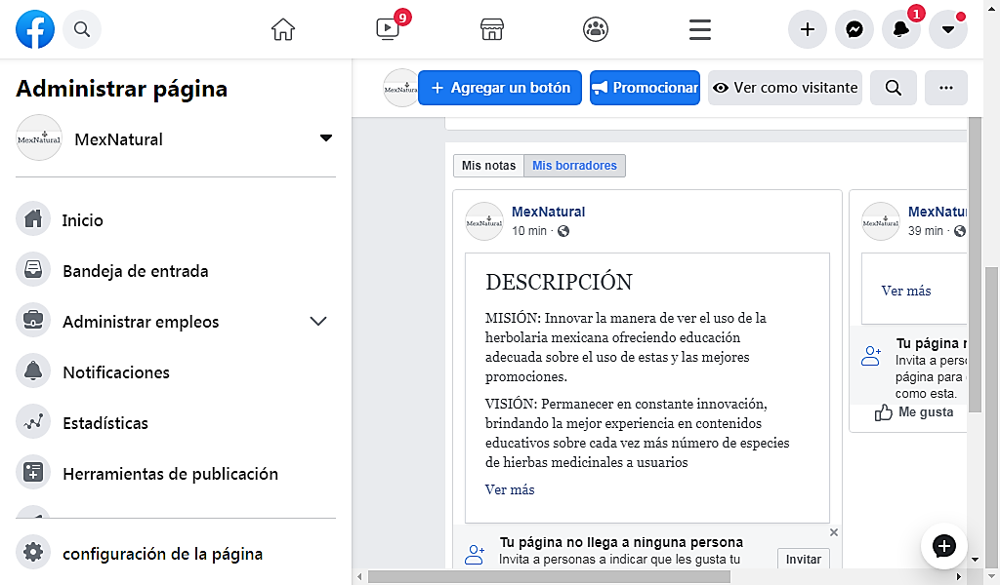 9
1
Administrar página
MexNatural
MexNatural
Inicio
Bandeja de entrada
Administrar empleos
Notificaciones
Estadísticas
Herramientas de publicación
configuración de la página
MexNatural
+ Agregar un botón
Promocionar
Ver como visitante
Mis notas
Mis borradores
MexNatural
MexNatural
10 min ·
DESCRIPCIÓN
MISIÓN: Innovar la manera de ver el uso de la
herbolaria mexicana ofreciendo educación
adecuada sobre el uso de estas y las mejores
promociones.
VISIÓN: Permanecer en constante innovación,
brindando la mejor experiencia en contenidos
educativos sobre cada vez más número de especies
de hierbas medicinales a usuarios
Ver más
Tu página no llega a ninguna persona
Invita a personas a indicar que les gusta tu
Invitar
MexNatural
MexNatu
39 min ·
Ver más
Tu página
Invita a pers
página para
como esta.
Me gusta